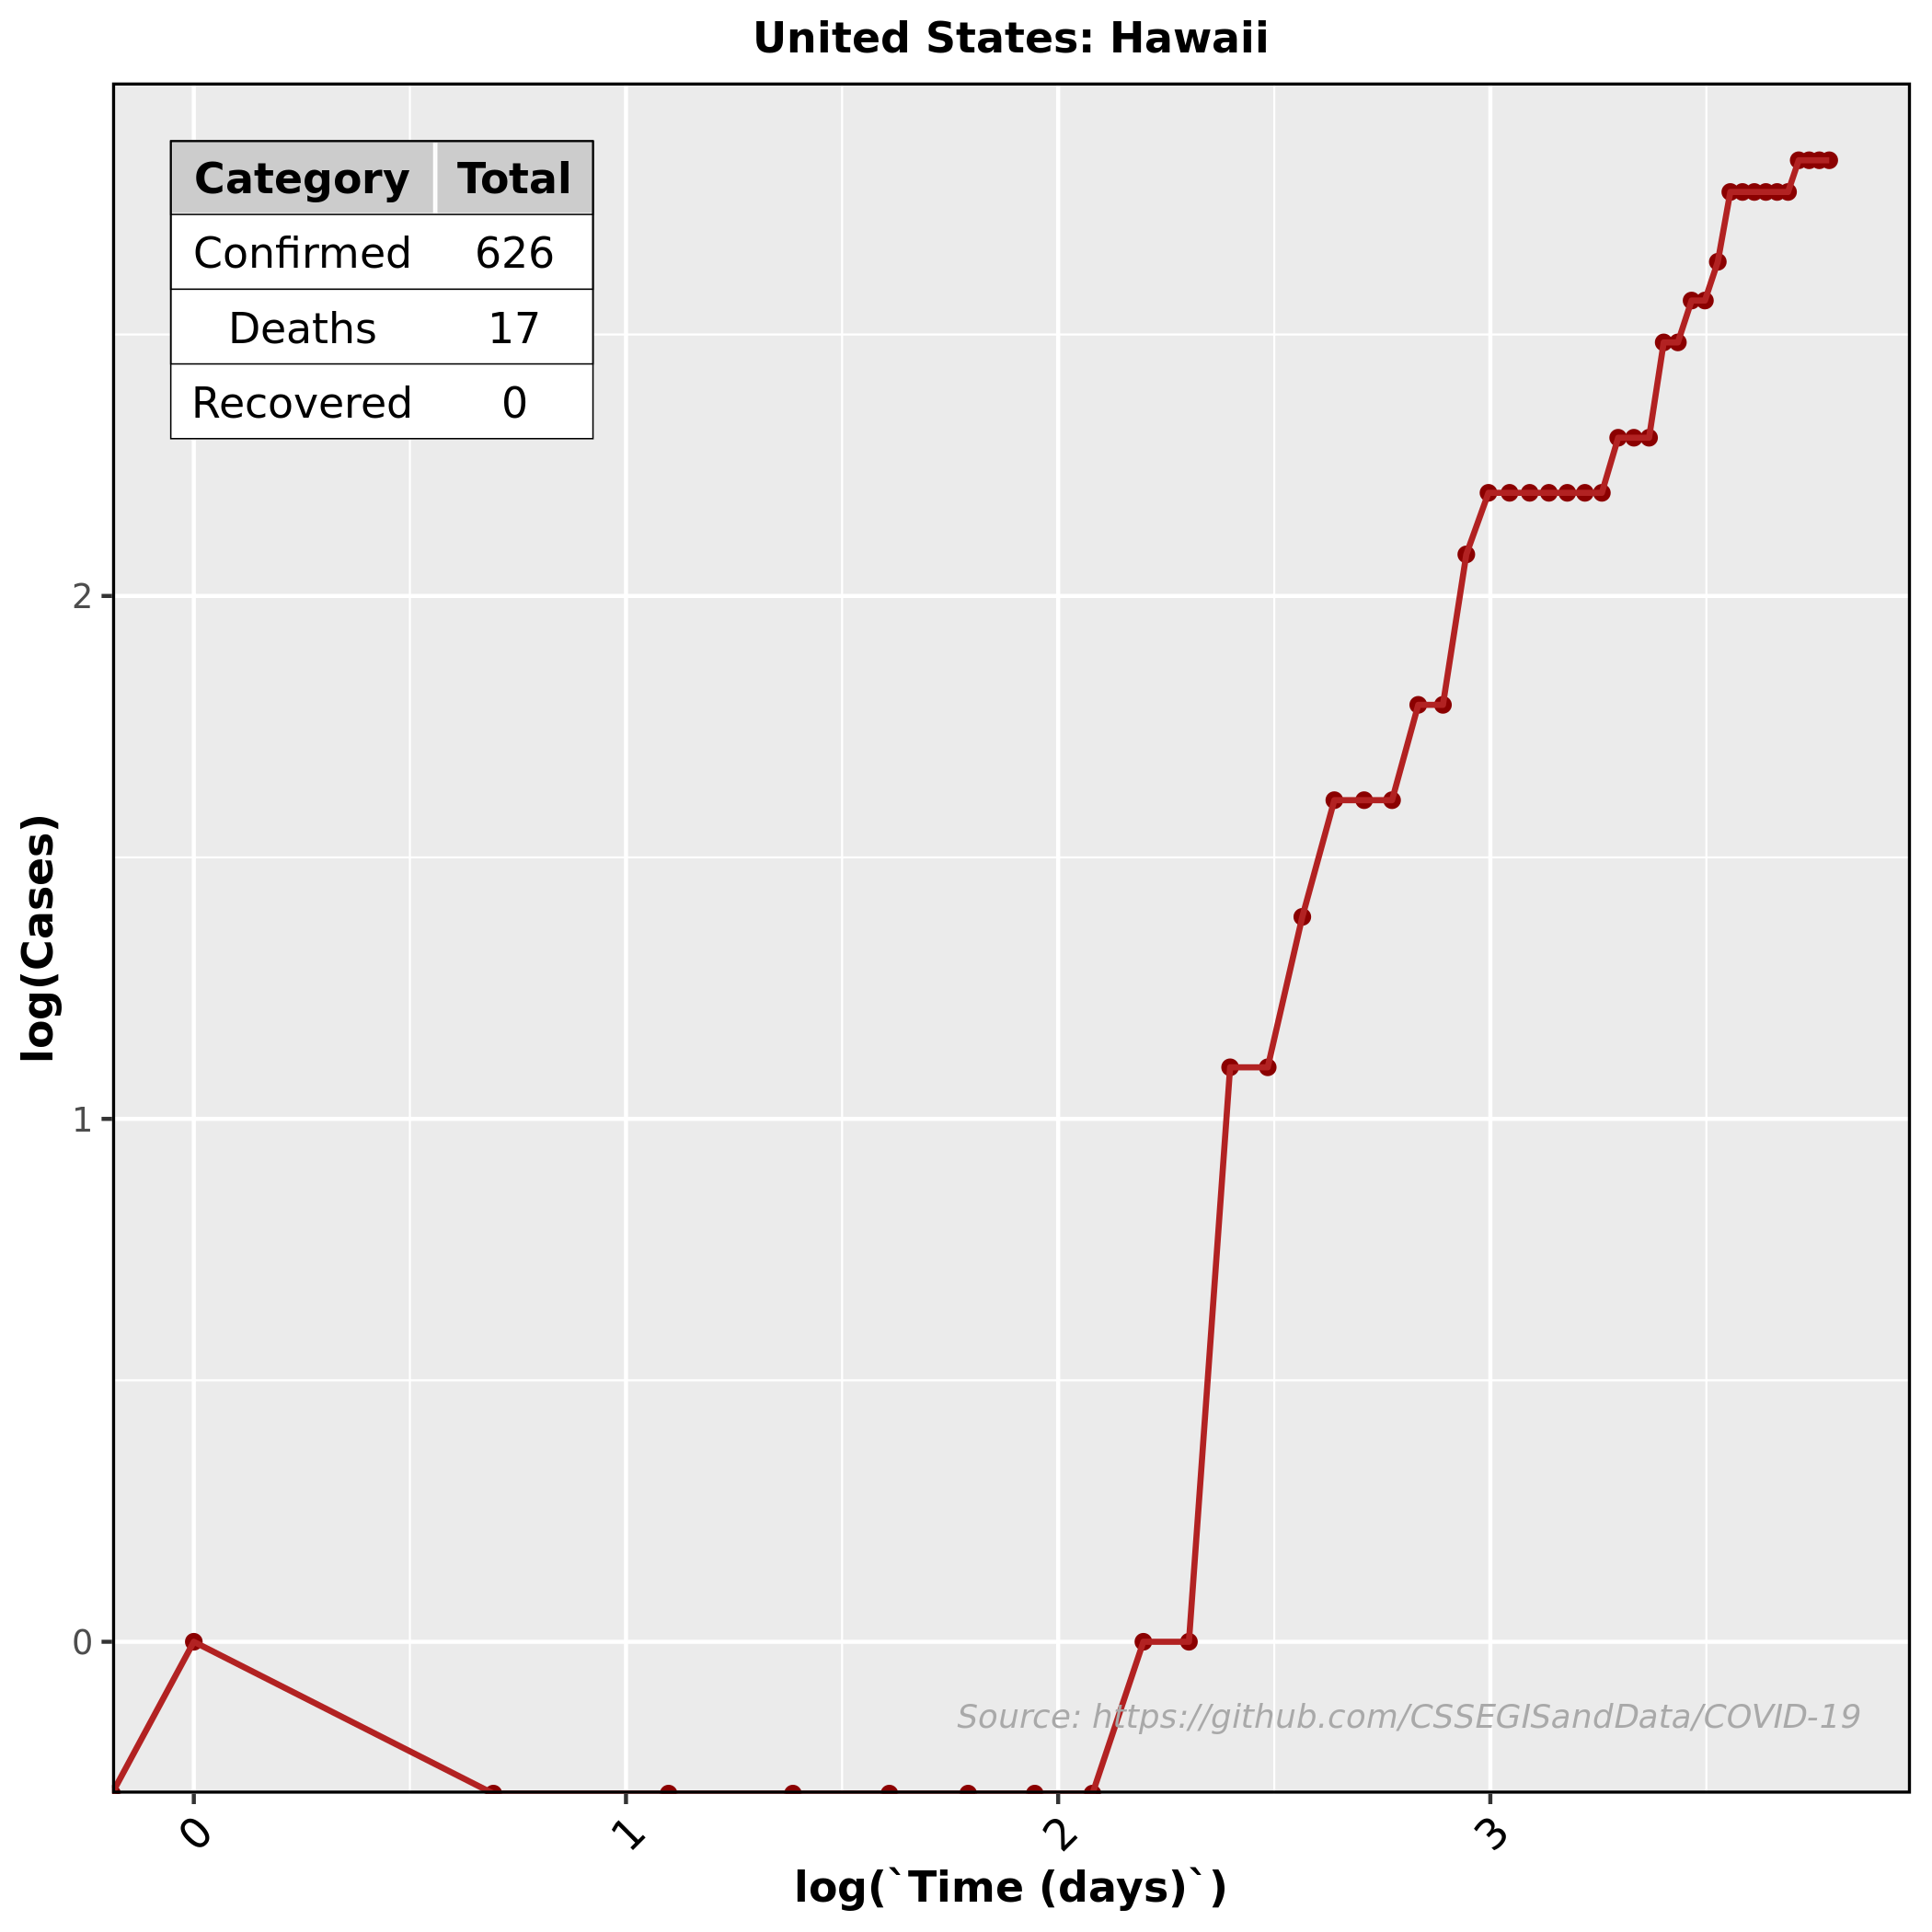 United States: Hawaii
Category Total
Confirmed 626
Deaths 17
Recovered 0
2
1
0
log(Cases)
Source: https://github.com/CSSEGISandData/COVID-19
0 1 2 3
log(`Time (days)`)